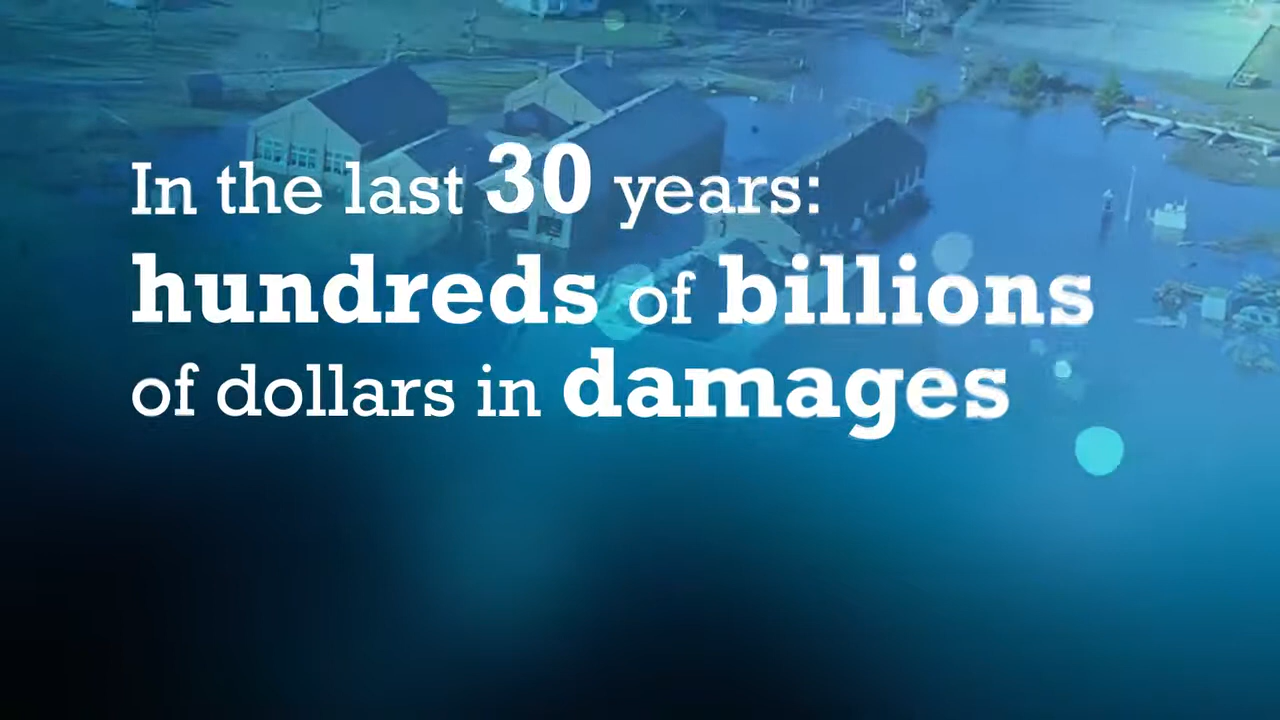 In the last 30 years:
hundreds of billions
of dollars in damages